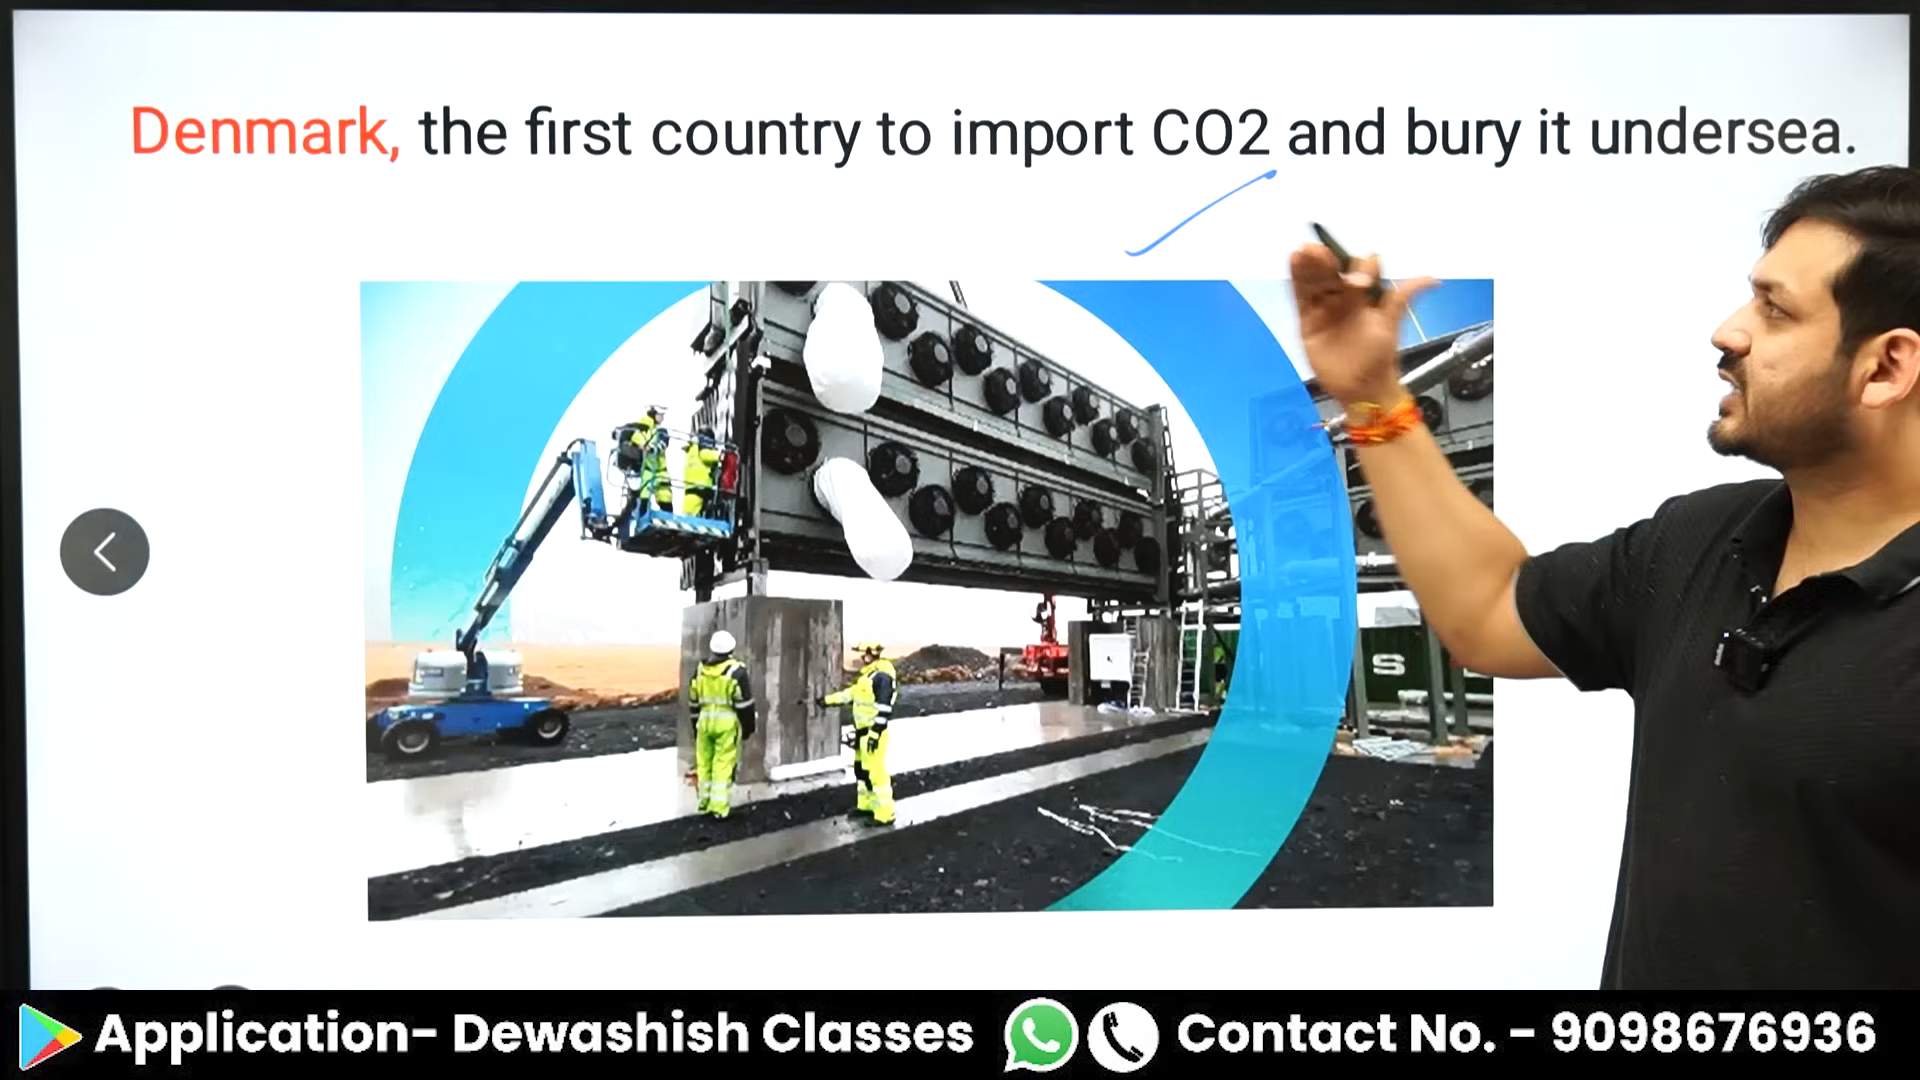 Denmark, the first country to import CO2 and bury it undersea.
S
Application- Dewashish Classes Contact No. - 9098676936